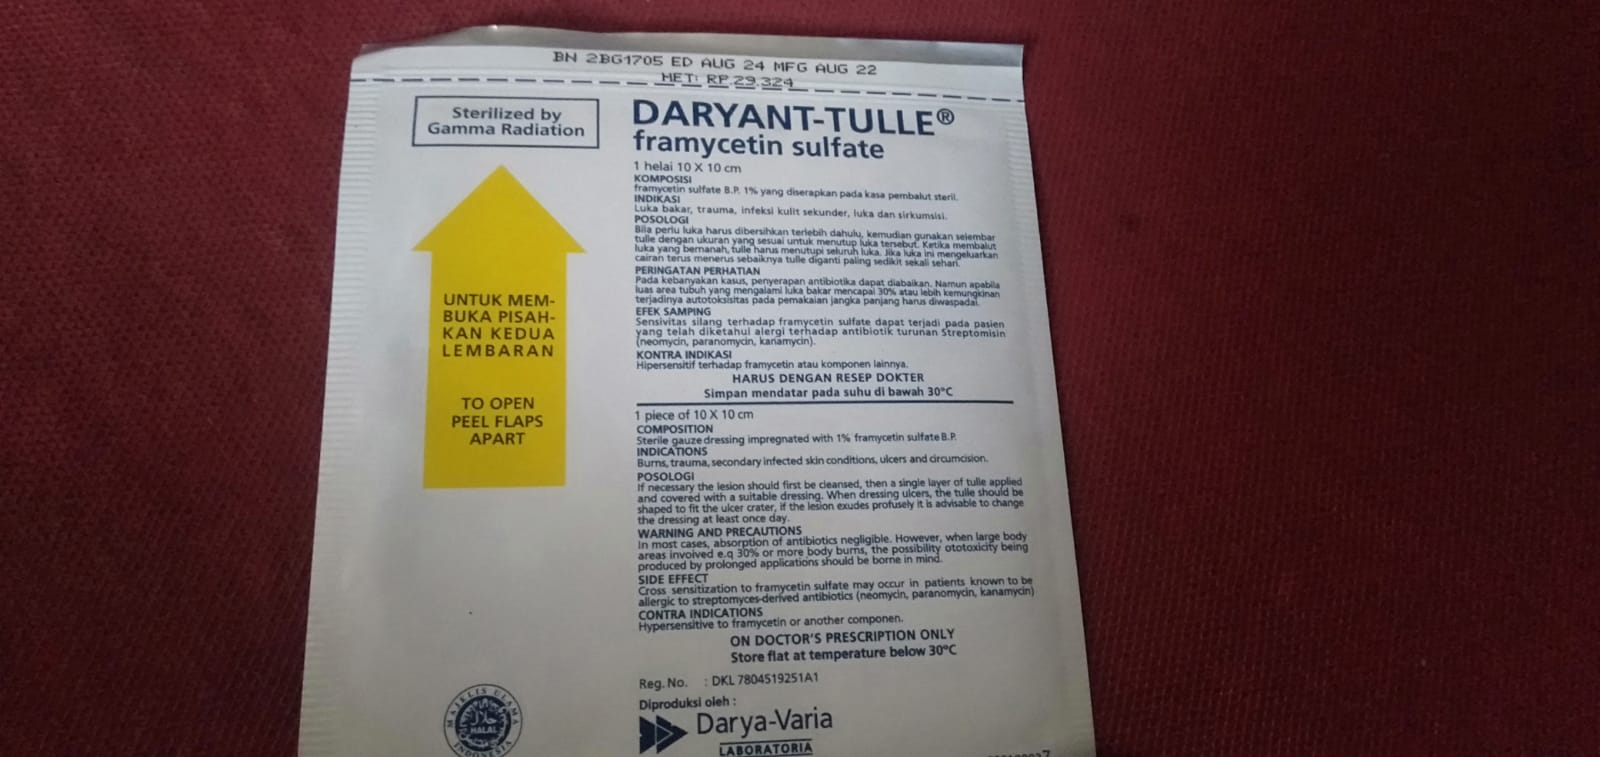 BN 2BG1705 ED AUG 24 MFG AUG 22
HET: RP.29.324
Sterilized by
Gamma Radiation
DARYANT-TULLE®
framycetin sulfate
1 helai 10 X 10 cm
KOMPOSISI
framycetin sulfate B.P. 1% yang diserapkan pada kasa pembalut steril.
INDIKASI
Luka bakar, trauma, infeksi kulit sekunder, luka dan sirkumsisi.
POSOLOGI
Bila perlu luka harus dibersihkan terlebih dahulu, kemudian gunakan selembar
tulle dengan ukuran yang sesuai untuk menutup luka tersebut. Ketika membalut
luka yang bernanah, tulle harus menutupi seluruh luka. Jika luka ini mengeluarkan
cairan terus menerus sebaiknya tulle diganti paling sedikit sekali sehari.
PERINGATAN PERHATIAN
Pada kebanyakan kasus, penyerapan antibiotika dapat diabaikan. Namun apabila
luas area tubuh yang mengalami luka bakar mencapai 30% atau lebih kemungkinan
terjadinya autotoksisitas pada pemakaian jangka panjang harus diwaspadai.
EFEK SAMPING
Sensivitas silang terhadap framycetin sulfate dapat terjadi pada pasien
yang telah diketahui alergi terhadap antibiotik turunan Streptomisin
(neomycin, paranomycin, kanamycin).
KONTRA INDIKASI
Hipersensitif terhadap framycetin atau komponen lainnya.
HARUS DENGAN RESEP DOKTER
Simpan mendatar pada suhu di bawah 30°C
UNTUK MEM-
BUKA PISAH-
KAN KEDUA
LEMBARAN
TO OPEN
PEEL FLAPS
APART
1 piece of 10 X 10 cm
COMPOSITION
Sterile gauze dressing impregnated with 1% framycetin sulfate B.P.
INDICATIONS
Burns, trauma, secondary infected skin conditions, ulcers and circumcision.
POSOLOGI
If necessary the lesion should first be cleansed, then a single layer of tulle applied
and covered with a suitable dressing. When dressing ulcers, the tulle should be
shaped to fit the ulcer crater, if the lesion exudes profusely it is advisable to change
the dressing at least once day.
WARNING AND PRECAUTIONS
In most cases, absorption of antibiotics negligible. However, when large body
areas involved e.q 30% or more body burns, the possibility ototoxicity being
produced by prolonged applications should be borne in mind.
SIDE EFFECT
Cross sensitization to framycetin sulfate may occur in patients known to be
allergic to streptomyces-derived antibiotics (neomycin, paranomycin, kanamycin)
CONTRA INDICATIONS
Hypersensitive to framycetin or another componen.
ON DOCTOR'S PRESCRIPTION ONLY
Store flat at temperature below 30°C
Reg. No. : DKL 7804519251A1
Diproduksi oleh :
Darya-Varia
LABORATORIA
MAJELIS ULAMA
حلال
HALAL
INDONESIA